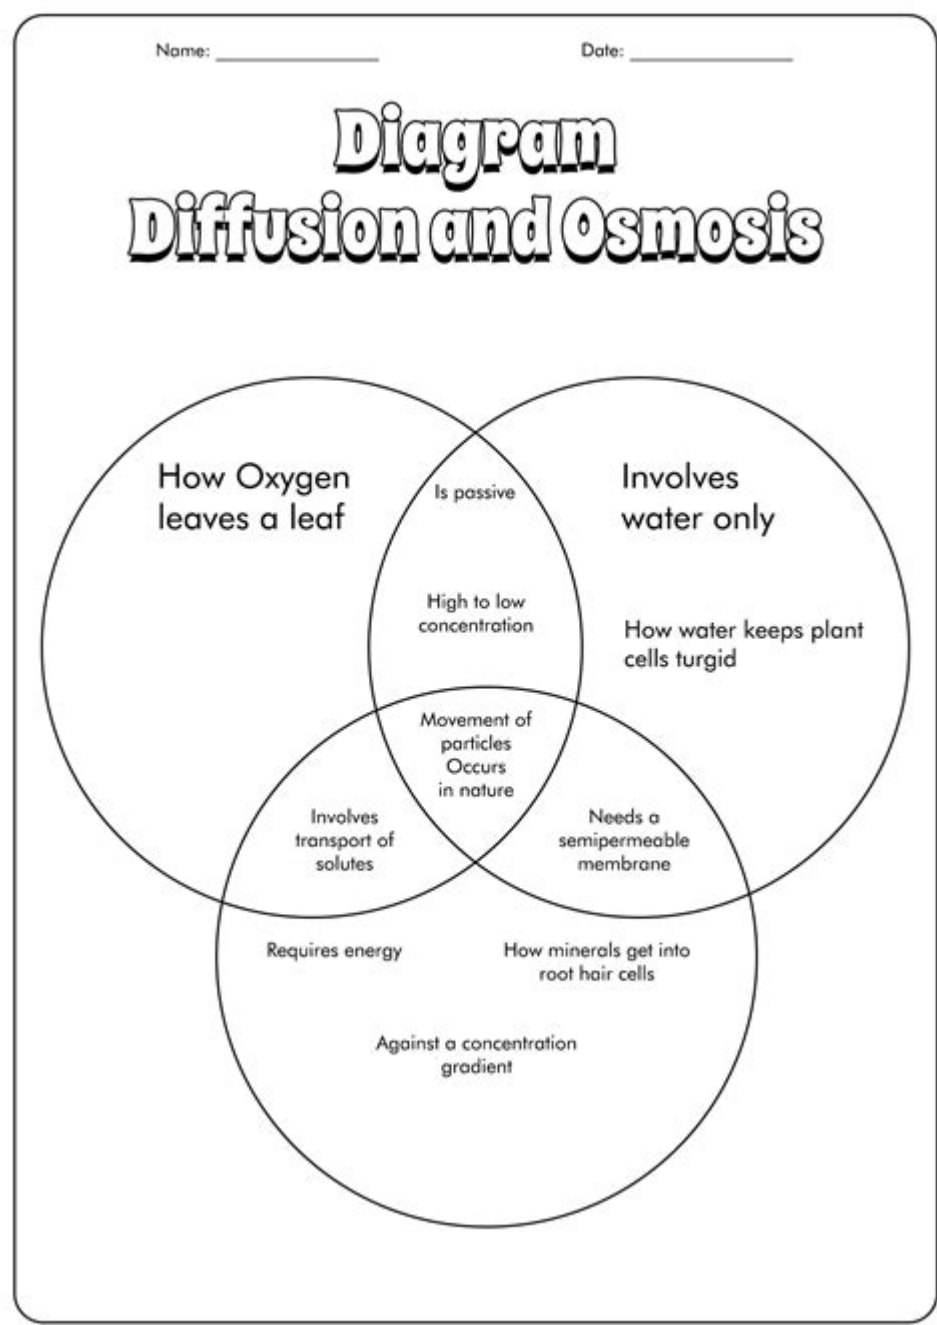 Name: ________________ Date: ________________
Diagram
Diffusion and Osmosis
How Oxygen
leaves a leaf
Is passive
Involves
water only
High to low
concentration
How water keeps plant
cells turgid
Movement of
particles
Occurs
in nature
Involves
transport of
solutes
Needs a
semipermeable
membrane
Requires energy
How minerals get into
root hair cells
Against a concentration
gradient